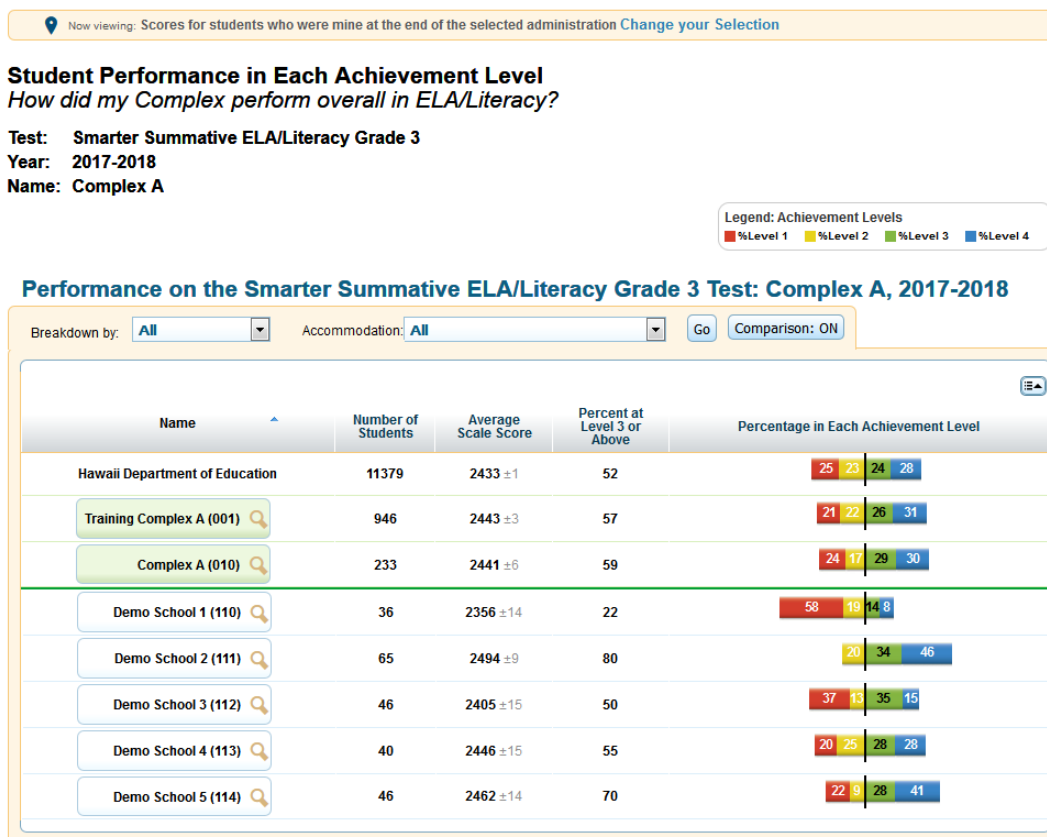 Now viewing: Scores for students who were mine at the end of the selected administration Change your Selection
Student Performance in Each Achievement Level
How did my Complex perform overall in ELA/Literacy?
Test: Smarter Summative ELA/Literacy Grade 3
Year: 2017-2018
Name: Complex A
Legend: Achievement Levels
%Level 1 %Level 2 %Level 3 %Level 4
Performance on the Smarter Summative ELA/Literacy Grade 3 Test: Complex A, 2017-2018
Breakdown by: All Accommodation: All Go Comparison: ON
Name Number of Students Average Scale Score Percent at Level 3 or Above Percentage in Each Achievement Level
Hawaii Department of Education 11379 2433 ±1 52 25 23 24 28
Training Complex A (001) 946 2443 ±3 57 21 22 26 31
Complex A (010) 233 2441 ±6 59 24 17 29 30
Demo School 1 (110) 36 2356 ±14 22 58 19 14 8
Demo School 2 (111) 65 2494 ±9 80 20 34 46
Demo School 3 (112) 46 2405 ±15 50 37 13 35 15
Demo School 4 (113) 40 2446 ±15 55 20 25 28 28
Demo School 5 (114) 46 2462 ±14 70 22 9 28 41